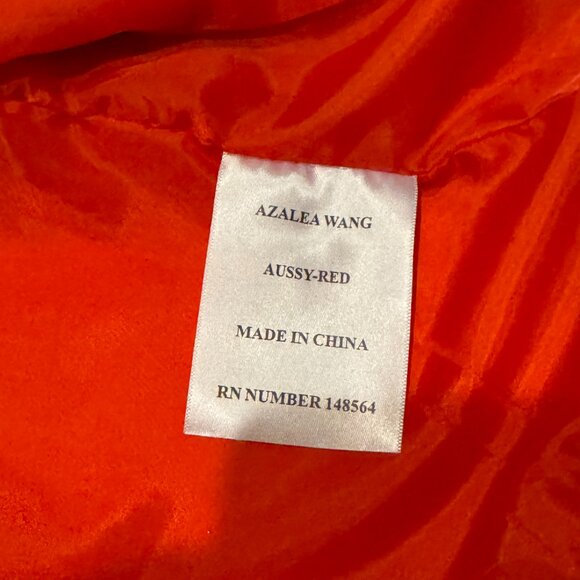 AZALEA WANG
AUSSY-RED
MADE IN CHINA
RN NUMBER 148564